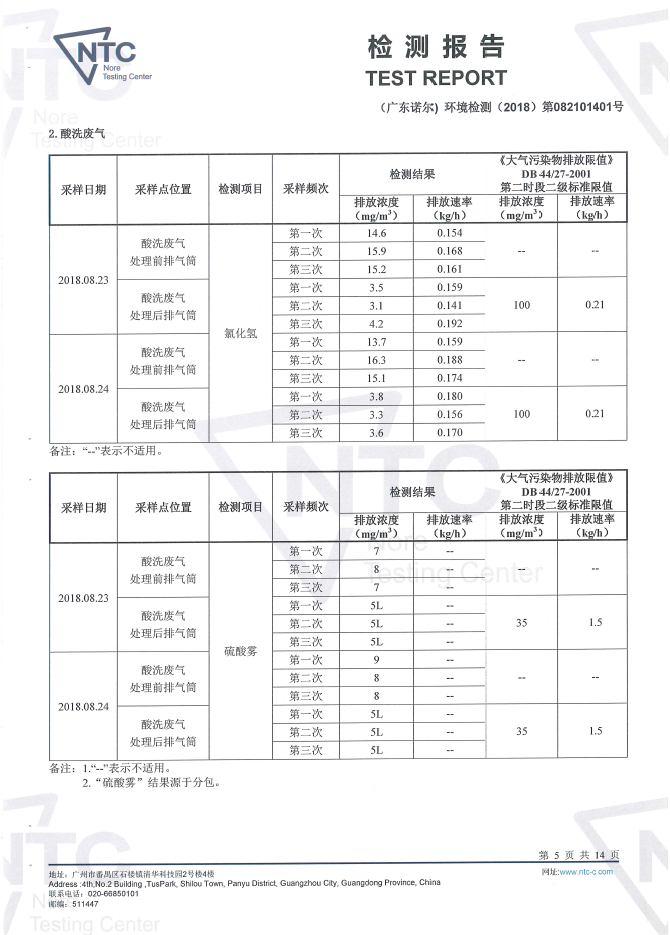 NTC
Nore
Testing Center
检测报告
TEST REPORT
（广东诺尔) 环境检测（2018）第082101401号
2. 酸洗废气
采样日期 采样点位置 检测项目 采样频次 检测结果 《大气污染物排放限值》
DB 44/27-2001
第二时段二级标准限值
排放浓度 排放速率 排放浓度 排放速率
（mg/m³） （kg/h） （mg/m³） （kg/h）
2018.08.23 酸洗废气 处理前排气筒 氯化氢 第一次 14.6 0.154 -- --
第二次 15.9 0.168
第三次 15.2 0.161
酸洗废气 处理后排气筒 第一次 3.5 0.159 100 0.21
第二次 3.1 0.141
第三次 4.2 0.192
2018.08.24 酸洗废气 处理前排气筒 第一次 13.7 0.159 -- --
第二次 16.3 0.188
第三次 15.1 0.174
酸洗废气 处理后排气筒 第一次 3.8 0.180 100 0.21
第二次 3.3 0.156
第三次 3.6 0.170
备注：“--”表示不适用。
采样日期 采样点位置 检测项目 采样频次 检测结果 《大气污染物排放限值》
DB 44/27-2001
第二时段二级标准限值
排放浓度 排放速率 排放浓度 排放速率
（mg/m³） （kg/h） （mg/m³） （kg/h）
2018.08.23 酸洗废气 处理前排气筒 硫酸雾 第一次 7 -- -- --
第二次 8 --
第三次 7 --
酸洗废气 处理后排气筒 第一次 5L -- 35 1.5
第二次 5L --
第三次 5L --
2018.08.24 酸洗废气 处理前排气筒 第一次 9 -- -- --
第二次 8 --
第三次 8 --
酸洗废气 处理后排气筒 第一次 5L -- 35 1.5
第二次 5L --
第三次 5L --
备注：1.“--”表示不适用。
2.“硫酸雾”结果源于分包。
第 5 页 共 14 页
地址：广州市番禺区石楼镇清华科技园2号楼4楼
网址:www.ntc-c.com
Address :4th,No.2 Building ,TusPark, Shilou Town, Panyu District, Guangzhou City, Guangdong Province, China
联系电话：020-66850101
邮编：511447